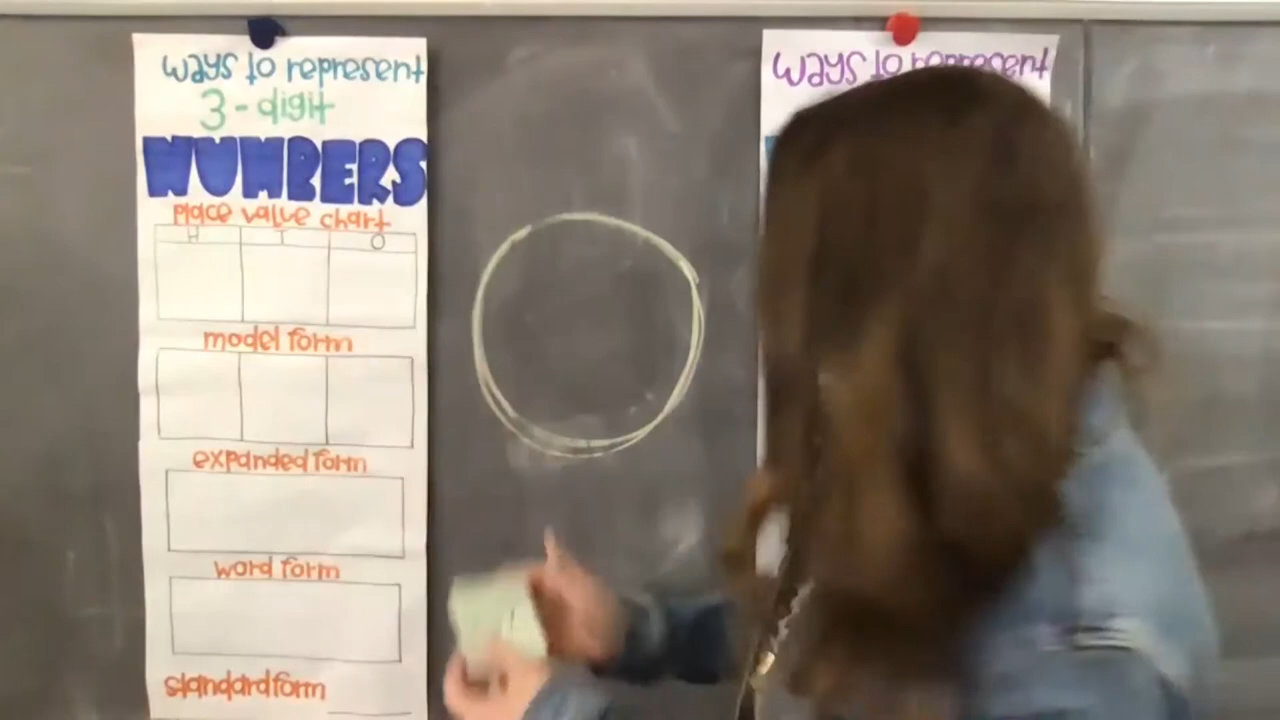 ways to represent
3-digit
NUMBERS
place value chart
H T O
model form
expanded form
word form
standard form
ways to represent